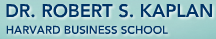 DR. ROBERT S. KAPLAN
HARVARD BUSINESS SCHOOL